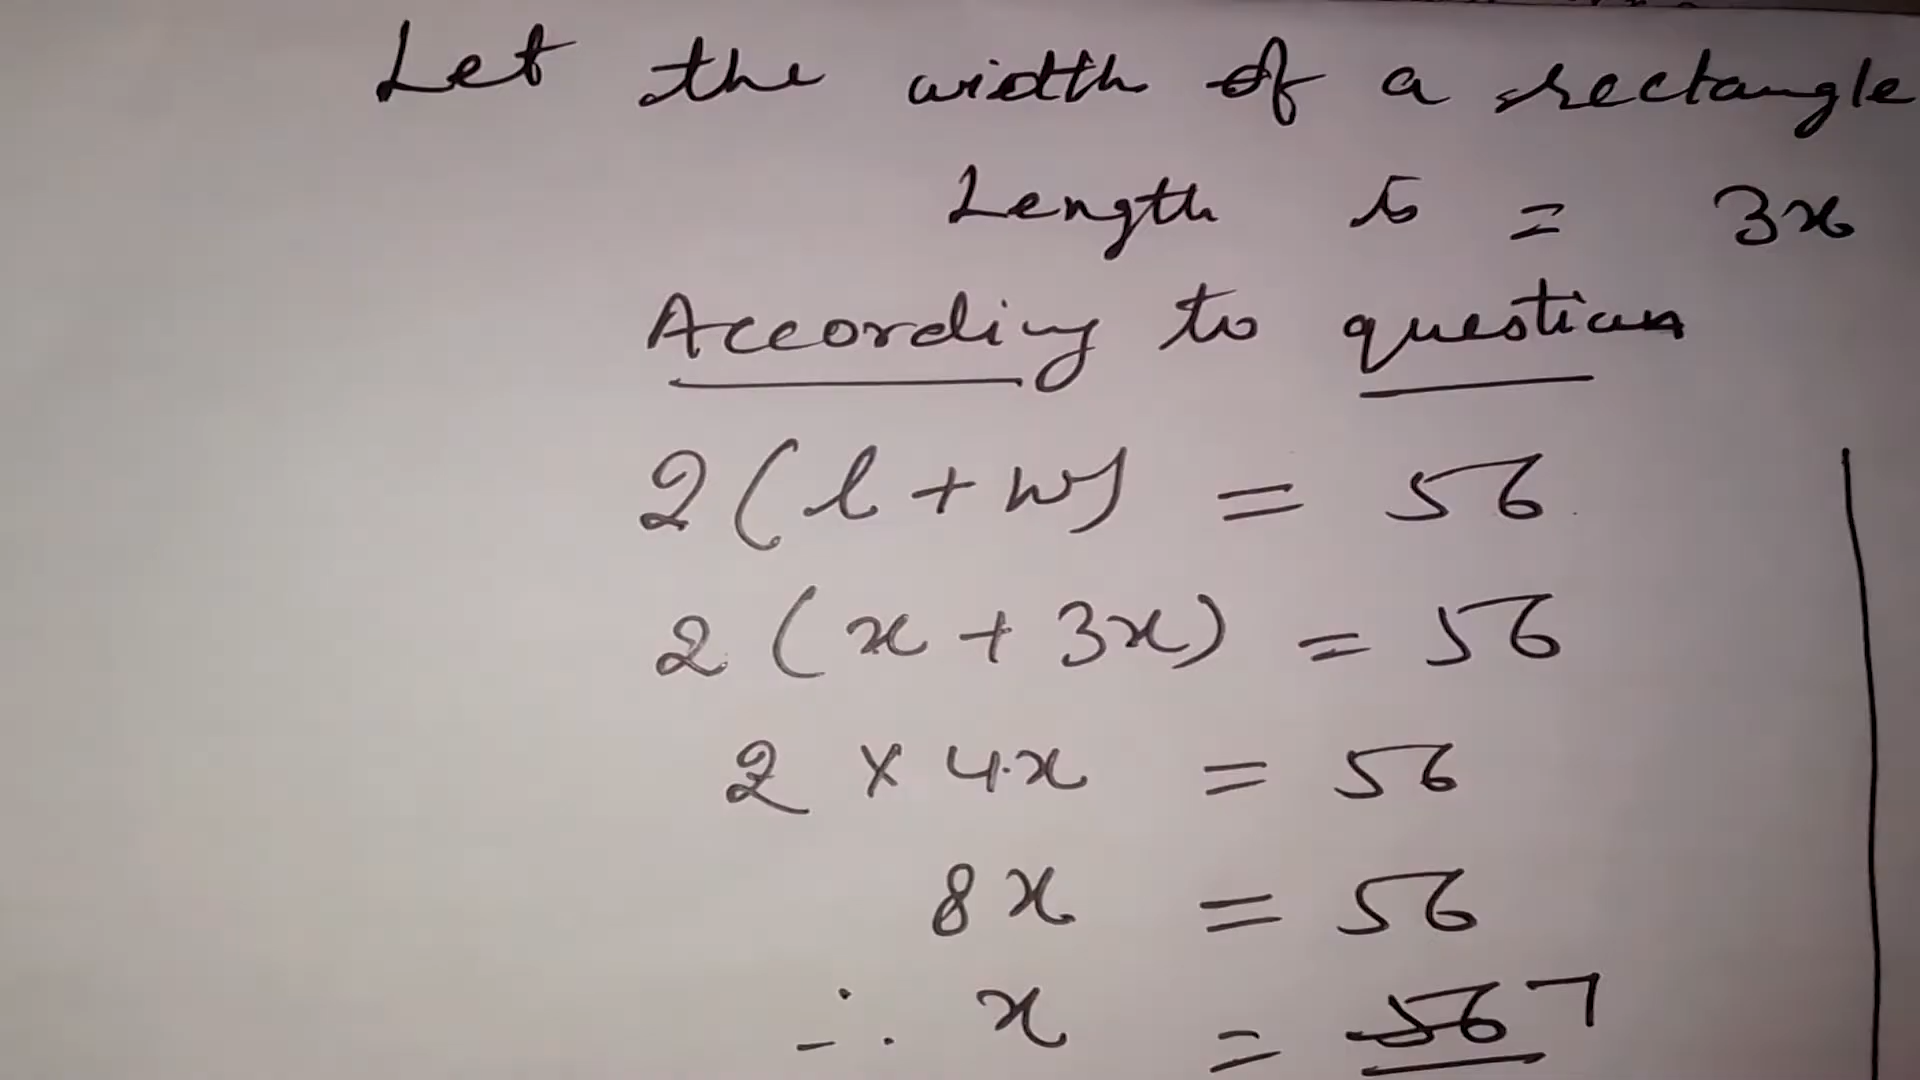 Let the width of a rectangle
Length is = 3x
According to question
2(l+w) = 56
2(x+3x) = 56
2 × 4x = 56
8x = 56
∴ x = 56 7